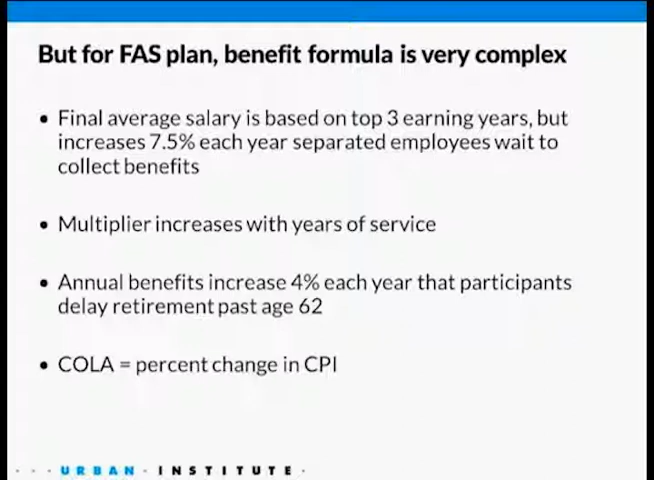 But for FAS plan, benefit formula is very complex
• Final average salary is based on top 3 earning years, but
increases 7.5% each year separated employees wait to
collect benefits
• Multiplier increases with years of service
• Annual benefits increase 4% each year that participants
delay retirement past age 62
• COLA = percent change in CPI
· · · URBAN · INSTITUTE ·